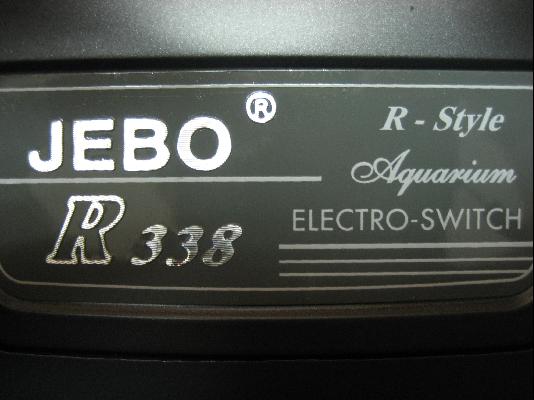 JEBO®
R 338
R - Style
Aquarium
ELECTRO-SWITCH